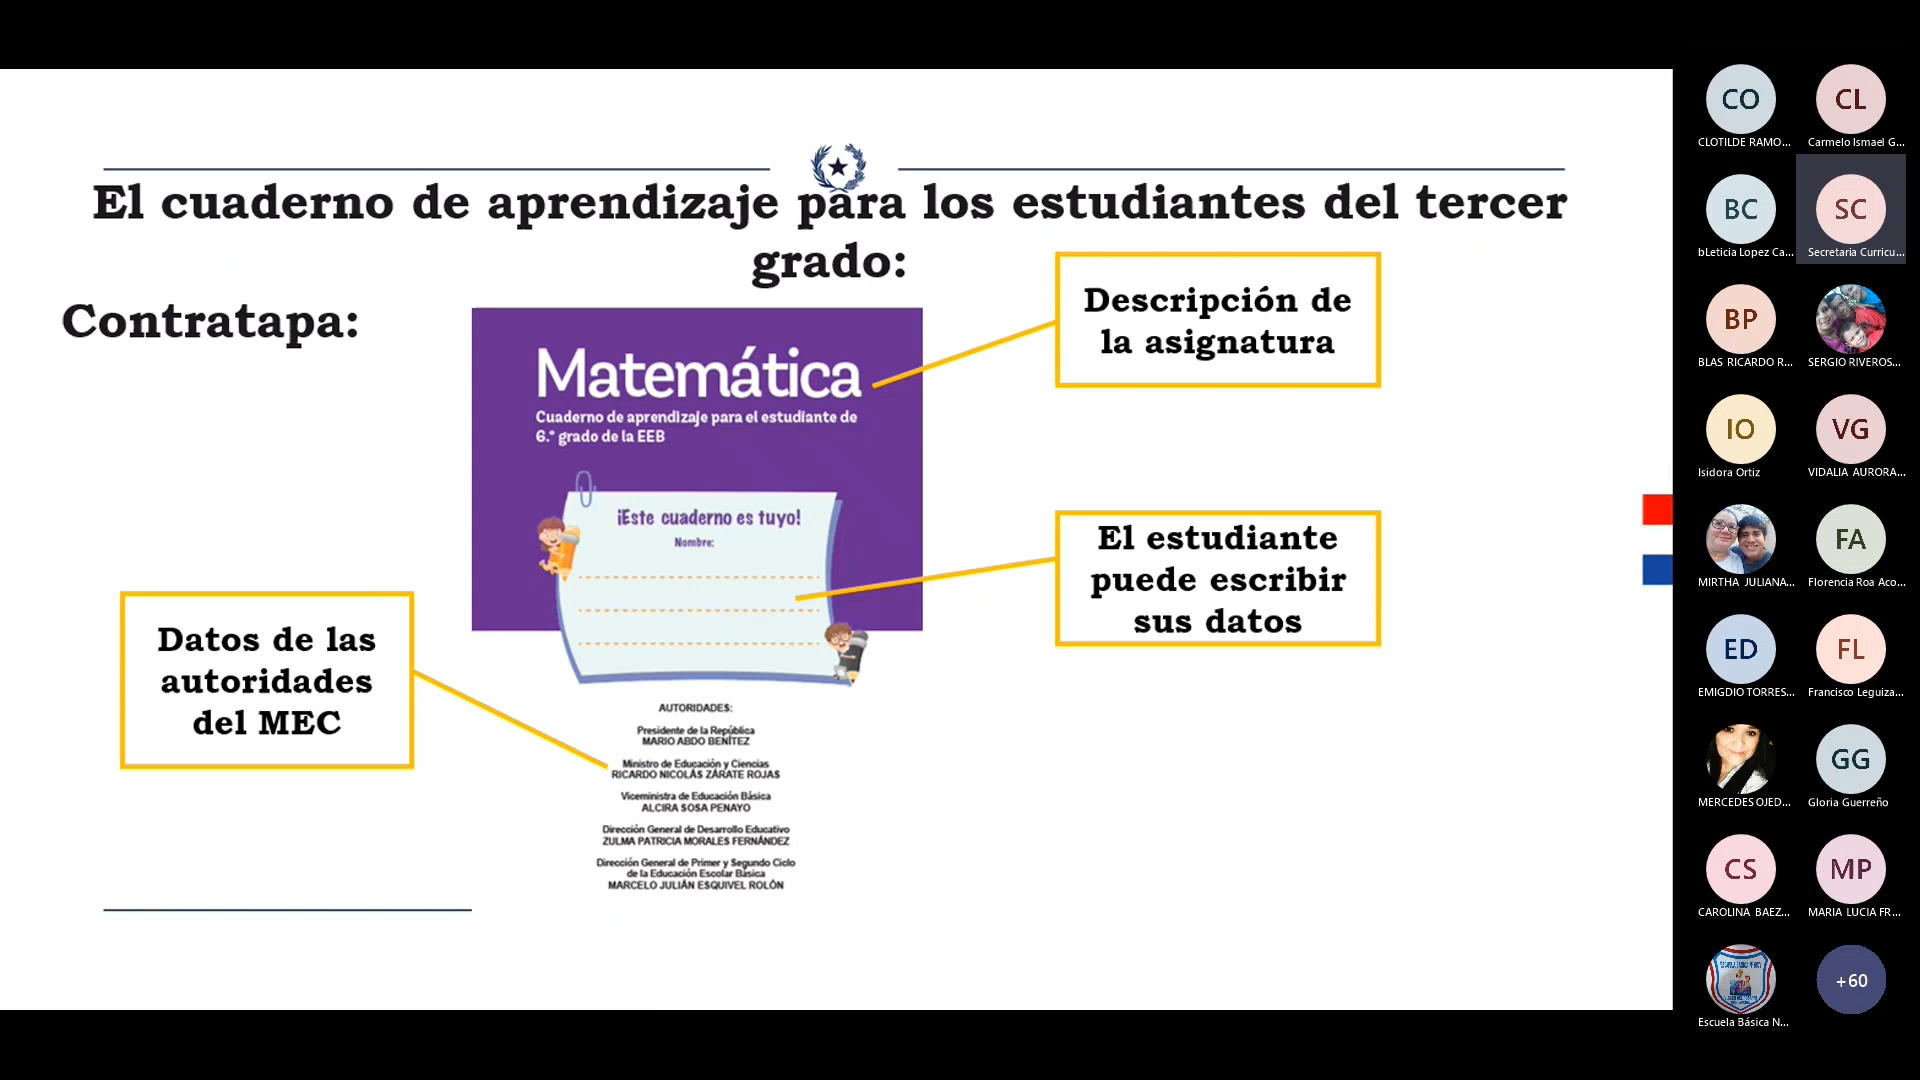 El cuaderno de aprendizaje para los estudiantes del tercer
grado:
Contratapa:
Descripción de
la asignatura
Matemática
Cuaderno de aprendizaje para el estudiante de
6.° grado de la EEB
¡Este cuaderno es tuyo!
Nombre:
El estudiante
puede escribir
sus datos
Datos de las
autoridades
del MEC
AUTORIDADES:
Presidente de la República
MARIO ABDO BENÍTEZ
Ministro de Educación y Ciencias
RICARDO NICOLÁS ZÁRATE ROJAS
Viceministra de Educación Básica
ALCIRA SOSA PENAYO
Dirección General de Desarrollo Educativo
ZULMA PATRICIA MORALES FERNÁNDEZ
Dirección General de Primer y Segundo Ciclo
de la Educación Escolar Básica
MARCELO JULIÁN ESQUIVEL ROLÓN
CO
CLOTILDE RAMO...
CL
Carmelo Ismael G...
BC
bLeticia Lopez Ca...
SC
Secretaria Curricu...
BP
BLAS RICARDO R...
SERGIO RIVEROS...
IO
Isidora Ortiz
VG
VIDALIA AURORA...
MIRTHA JULIANA...
FA
Florencia Roa Aco...
ED
EMIGDIO TORRES...
FL
Francisco Leguiza...
MERCEDES OJED...
GG
Gloria Guerreño
CS
CAROLINA BAEZ...
MP
MARIA LUCIA FR...
Escuela Básica N...
+60